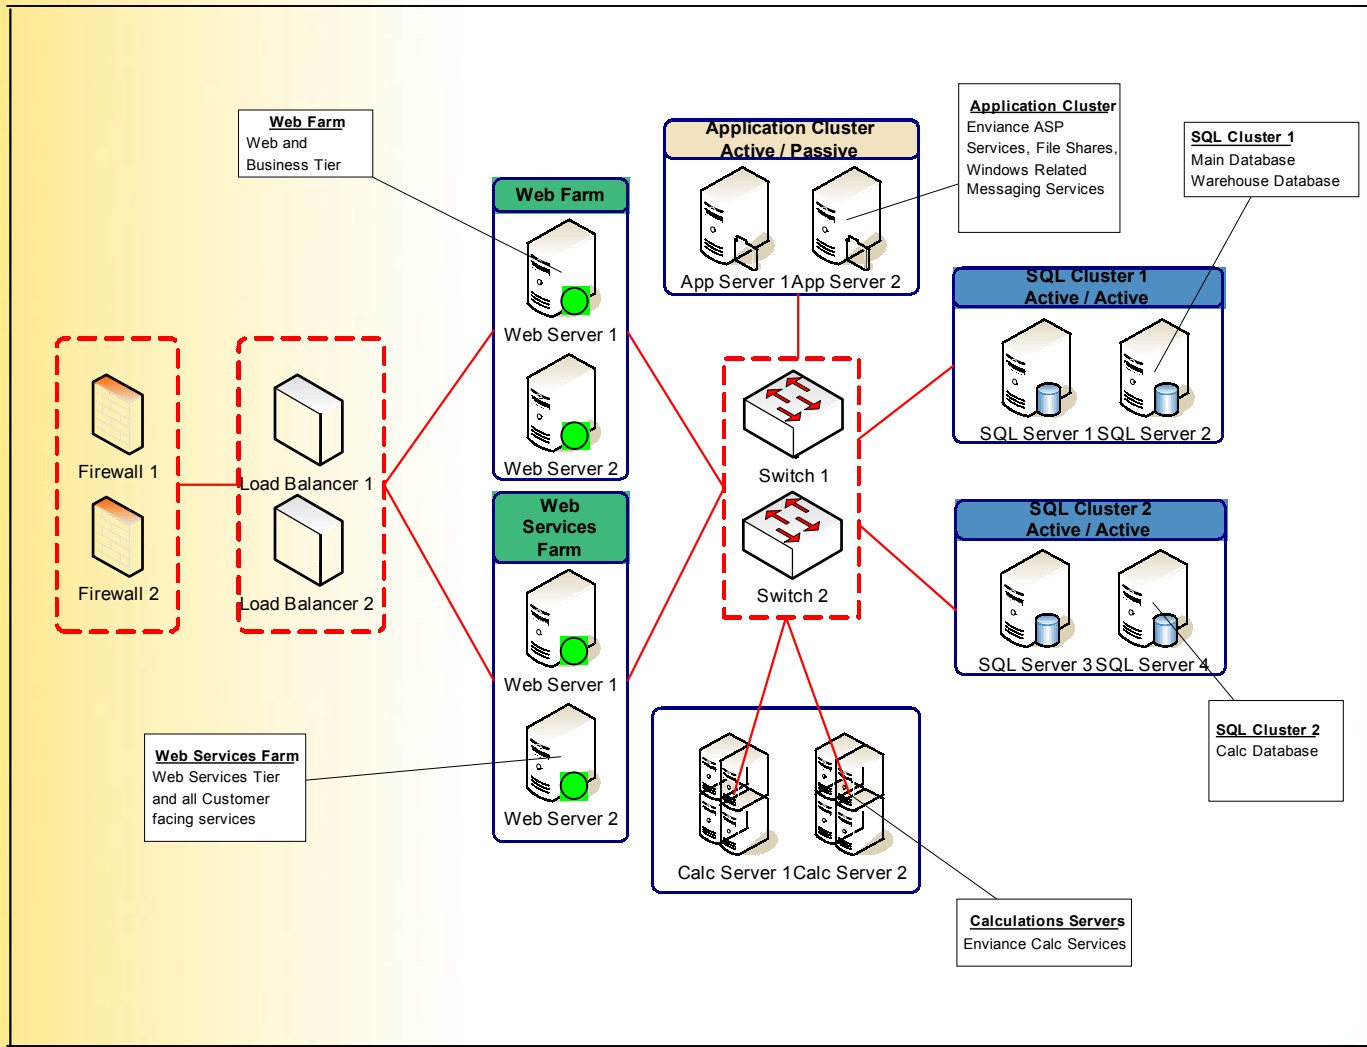 Web Farm
Web and
Business Tier
Application Cluster
Active / Passive
App Server 1
App Server 2
Application Cluster
Enviance ASP
Services, File Shares,
Windows Related
Messaging Services
SQL Cluster 1
Main Database
Warehouse Database
Web Farm
Web Server 1
Web Server 2
SQL Cluster 1
Active / Active
SQL Server 1
SQL Server 2
Firewall 1
Firewall 2
Load Balancer 1
Load Balancer 2
Switch 1
Switch 2
Web
Services
Farm
Web Server 1
Web Server 2
SQL Cluster 2
Active / Active
SQL Server 3
SQL Server 4
Web Services Farm
Web Services Tier
and all Customer
facing services
Calc Server 1
Calc Server 2
SQL Cluster 2
Calc Database
Calculations Servers
Enviance Calc Services